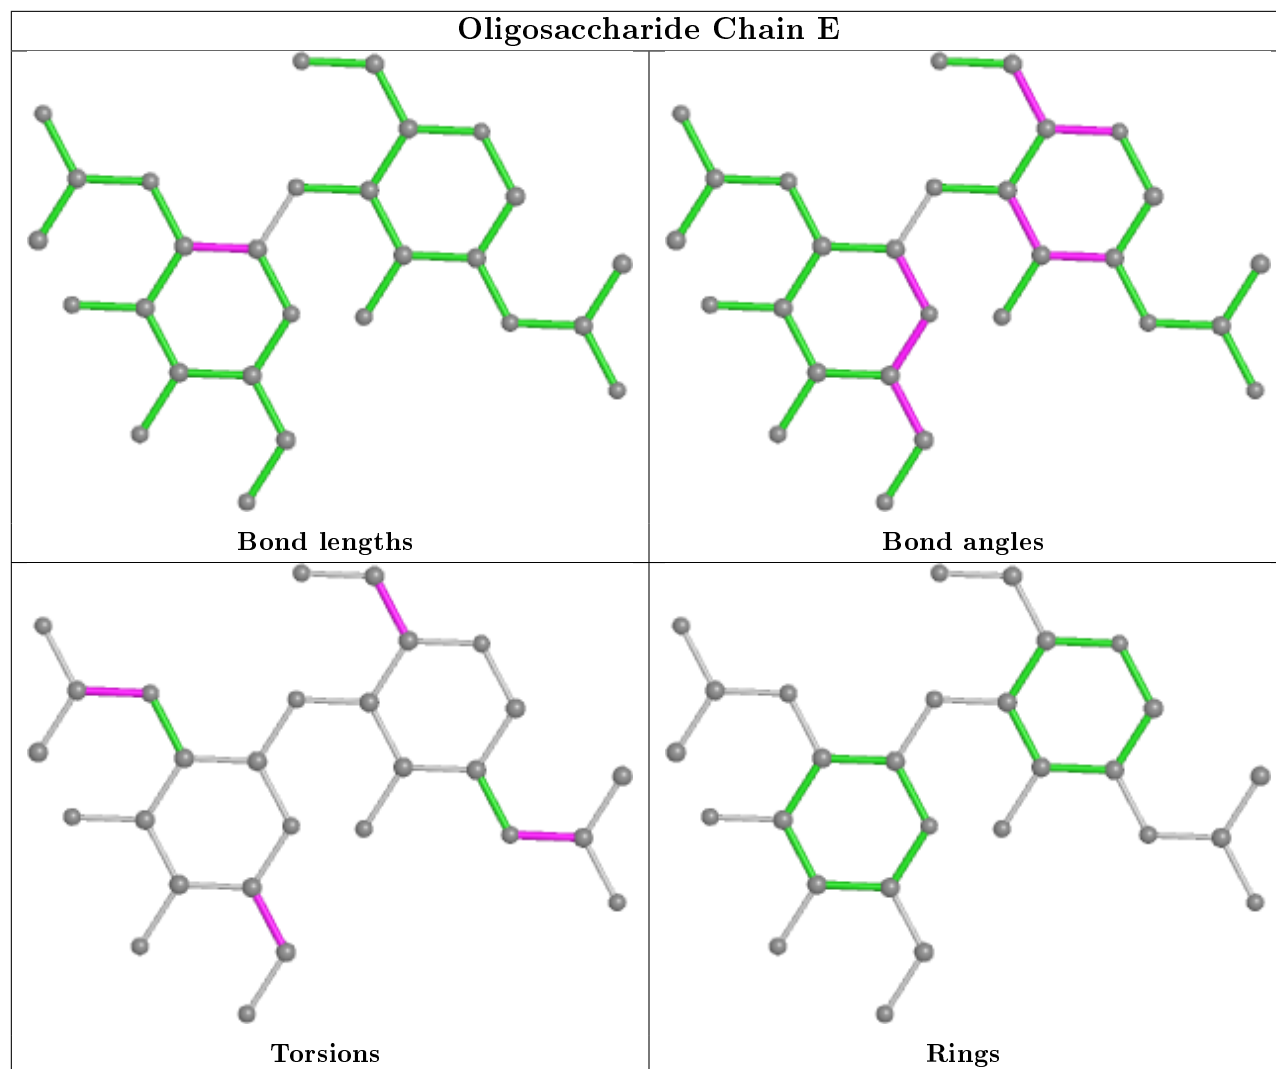 Oligosaccharide Chain E
Bond lengths
Bond angles
Torsions
Rings